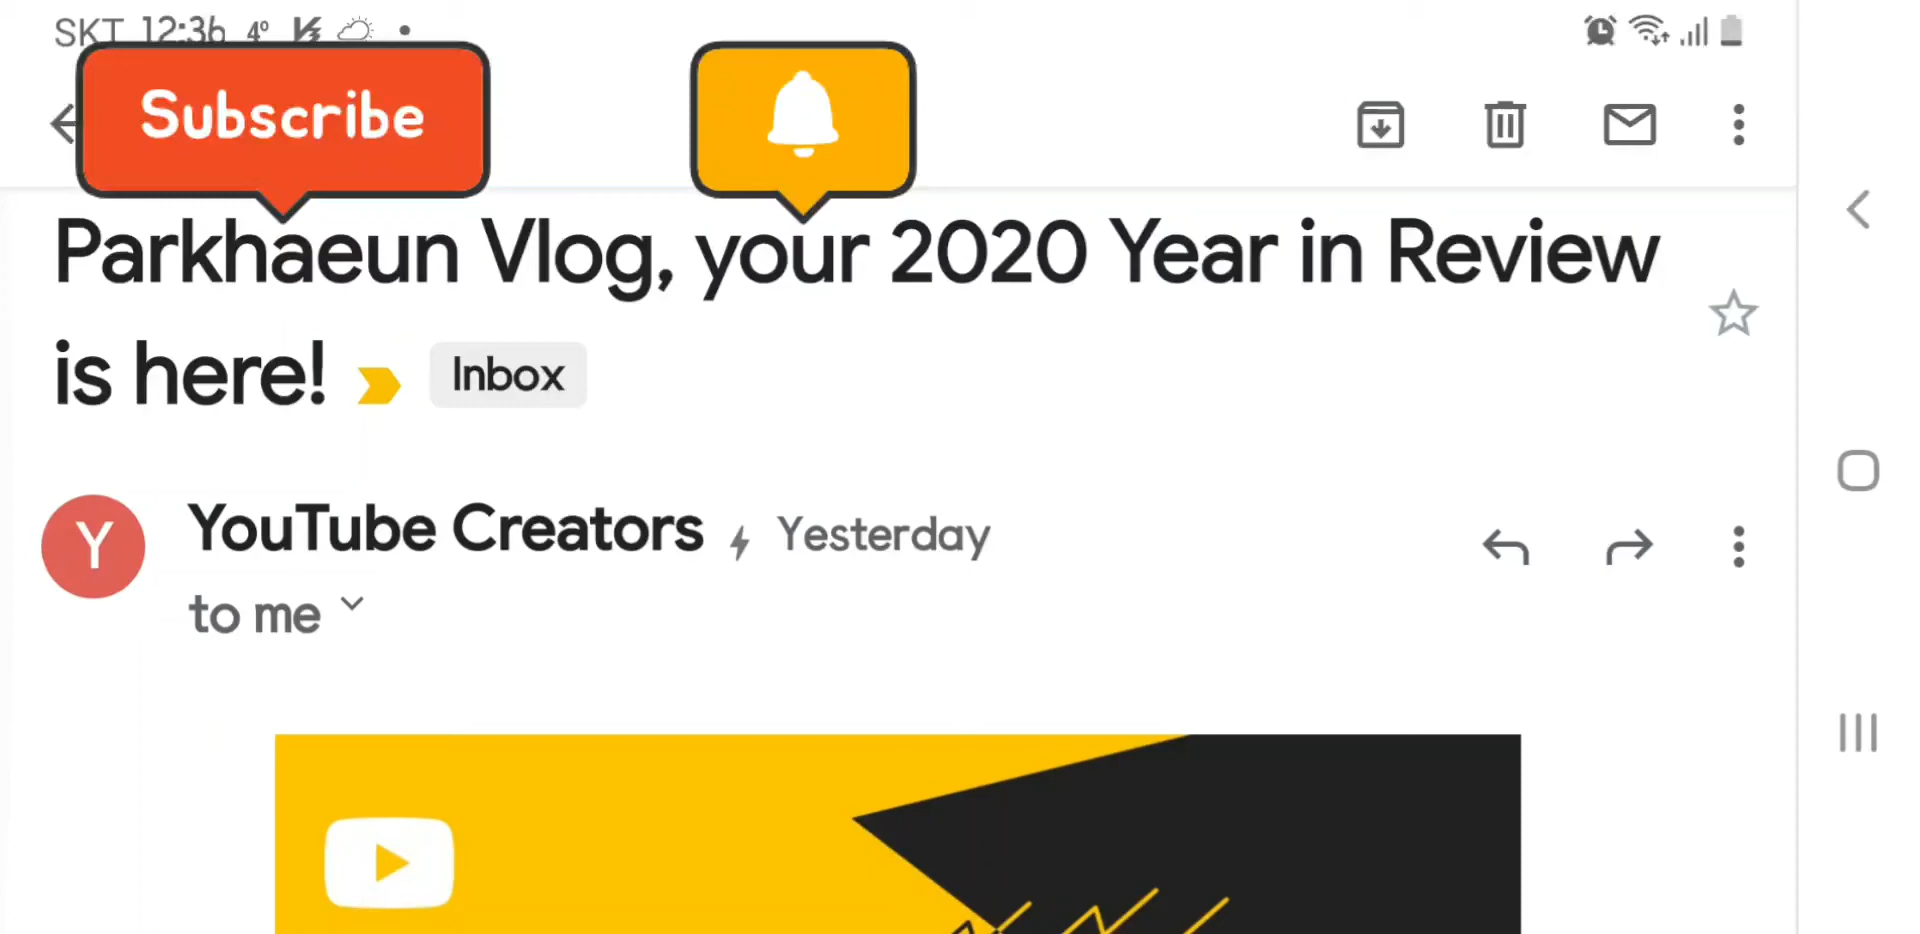 SKT 12:36 4°
Subscribe
Parkhaeun Vlog, your 2020 Year in Review
is here! Inbox
Y YouTube Creators Yesterday
to me